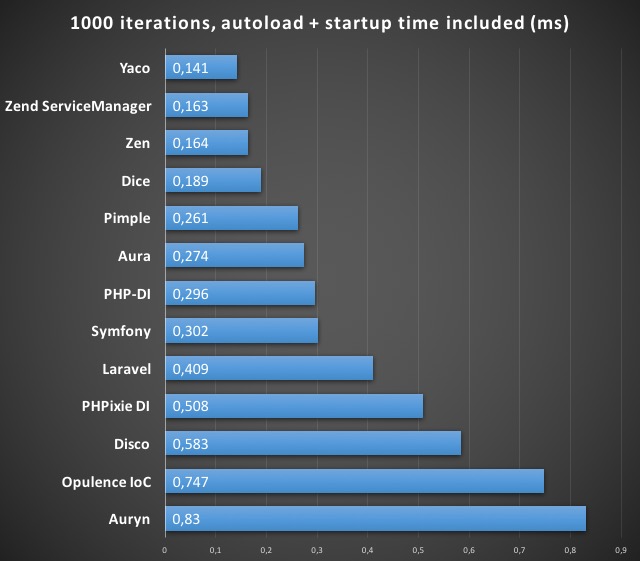 1000 iterations, autoload + startup time included (ms)
Yaco 0,141
Zend ServiceManager 0,163
Zen 0,164
Dice 0,189
Pimple 0,261
Aura 0,274
PHP-DI 0,296
Symfony 0,302
Laravel 0,409
PHPixie DI 0,508
Disco 0,583
Opulence IoC 0,747
Auryn 0,83
0 0,1 0,2 0,3 0,4 0,5 0,6 0,7 0,8 0,9